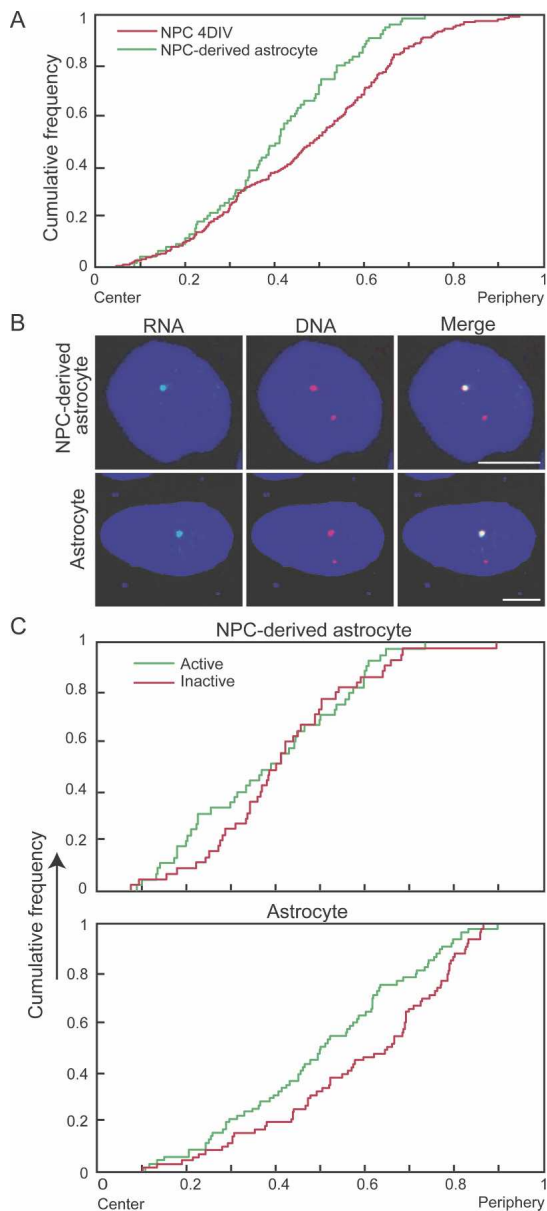 A
NPC 4DIV
NPC-derived astrocyte
Cumulative frequency
1
0.8
0.6
0.4
0.2
0
0 0.2 0.4 0.6 0.8 1
Center Periphery
B
RNA DNA Merge
NPC-derived
astrocyte
Astrocyte
C
NPC-derived astrocyte
Active
Inactive
1
0.8
0.6
0.4
0.2
0
Cumulative frequency
Astrocyte
1
0.8
0.6
0.4
0.2
0
0 0.2 0.4 0.6 0.8 1
Center Periphery